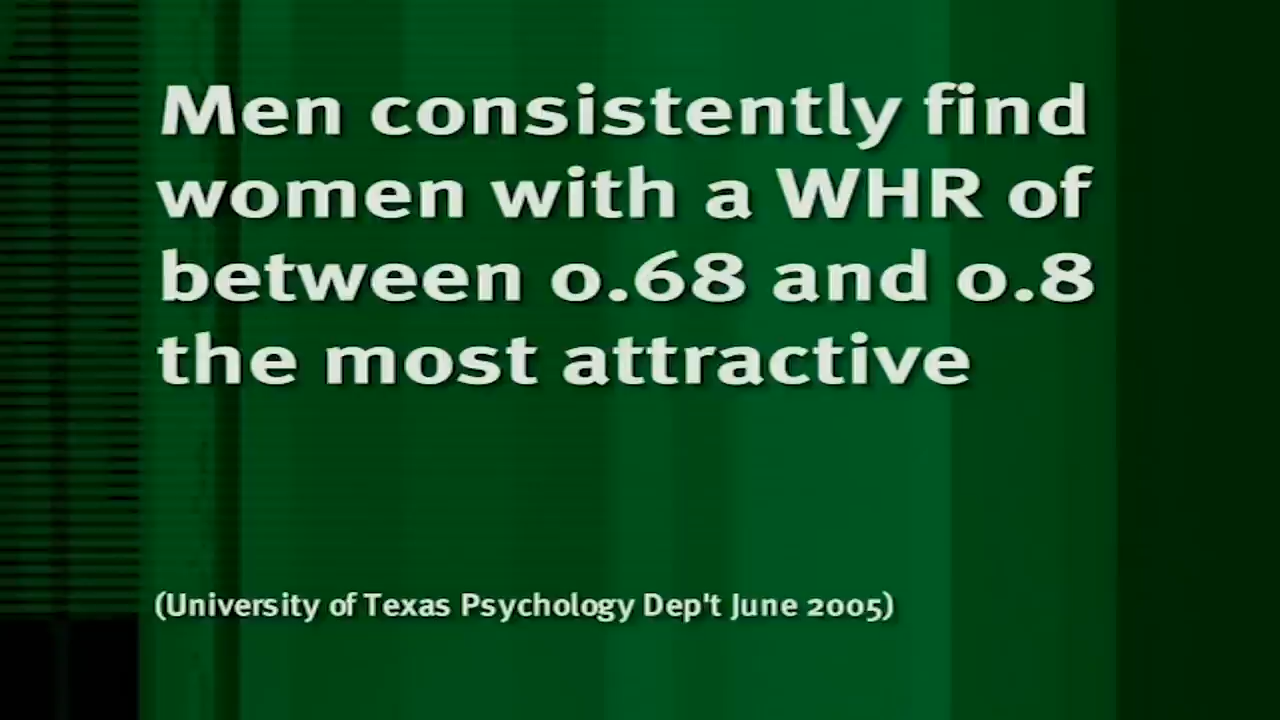 Men consistently find
women with a WHR of
between 0.68 and 0.8
the most attractive
(University of Texas Psychology Dep't June 2005)